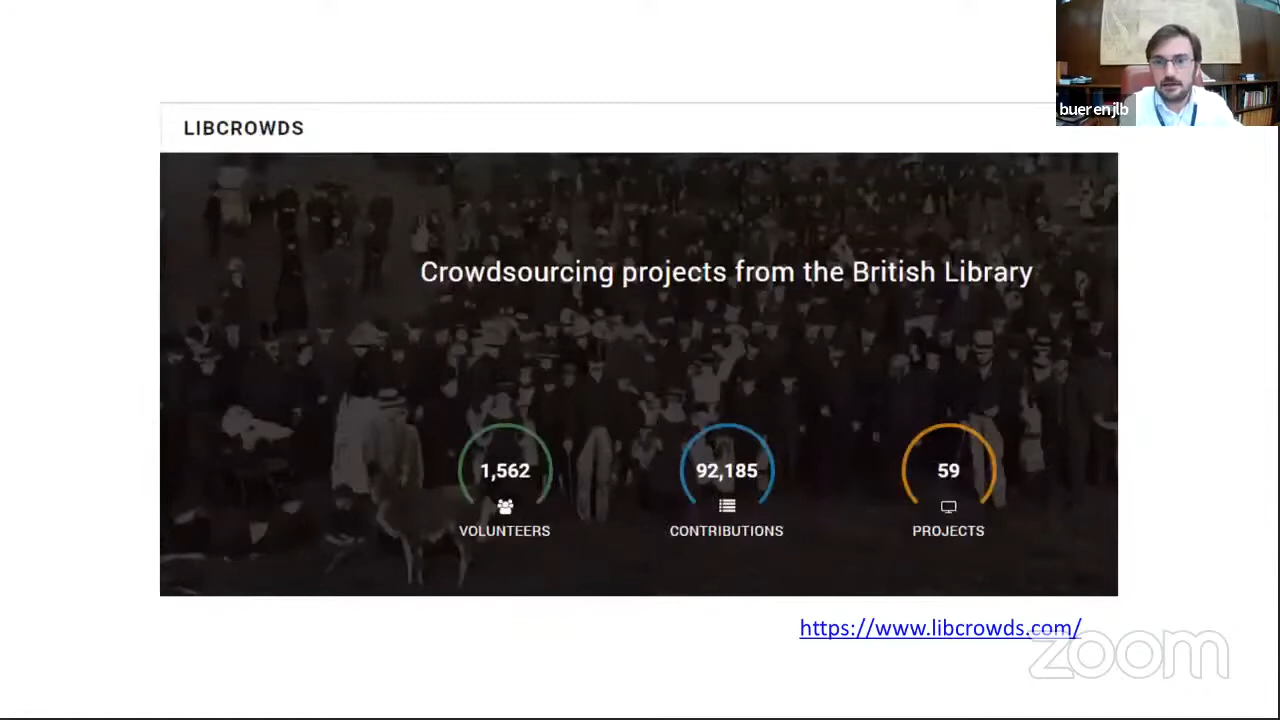 buerenjlb
LIBCROWDS
Crowdsourcing projects from the British Library
1,562
92,185
59
VOLUNTEERS
CONTRIBUTIONS
PROJECTS
https://www.libcrowds.com/
zoom